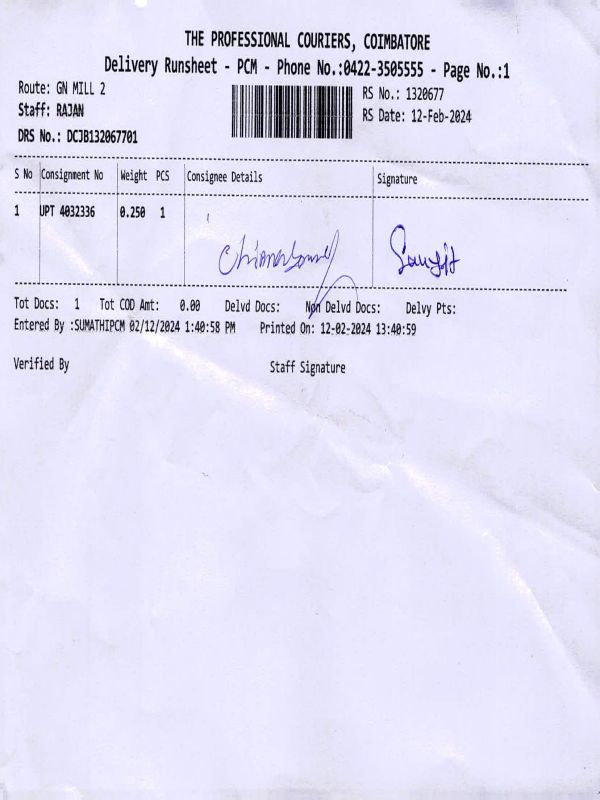 THE PROFESSIONAL COURIERS, COIMBATORE
Delivery Runsheet - PCM - Phone No.:0422-3505555 - Page No.:1
Route: GN MILL 2
RS No.: 1320677
Staff: RAJAN
RS Date: 12-Feb-2024
DRS No.: DCJB132067701
S No Consignment No Weight PCS Consignee Details Signature
1 UPT 4032336 0.250 1
Tot Docs: 1 Tot COD Amt: 0.00 Delvd Docs: Non Delvd Docs: Delvy Pts:
Entered By :SUMATHIPCM 02/12/2024 1:40:58 PM Printed On: 12-02-2024 13:40:59
Verified By Staff Signature